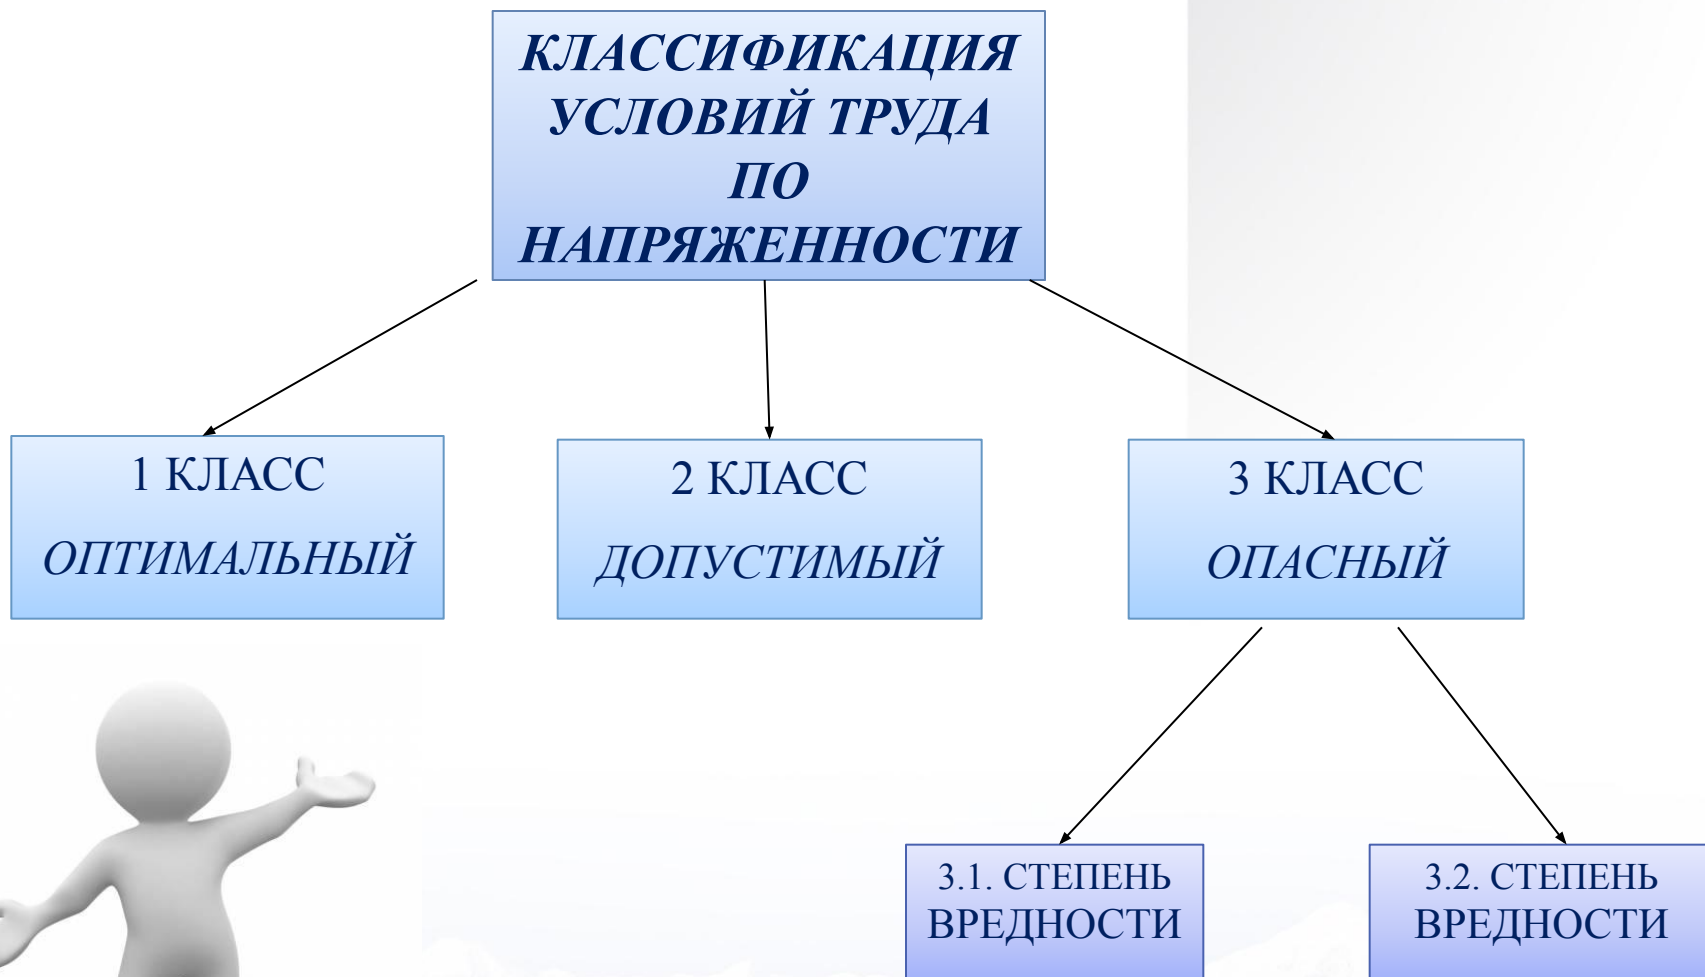 КЛАССИФИКАЦИЯ
УСЛОВИЙ ТРУДА
ПО
НАПРЯЖЕННОСТИ
1 КЛАСС
ОПТИМАЛЬНЫЙ
2 КЛАСС
ДОПУСТИМЫЙ
3 КЛАСС
ОПАСНЫЙ
3.1. СТЕПЕНЬ
ВРЕДНОСТИ
3.2. СТЕПЕНЬ
ВРЕДНОСТИ